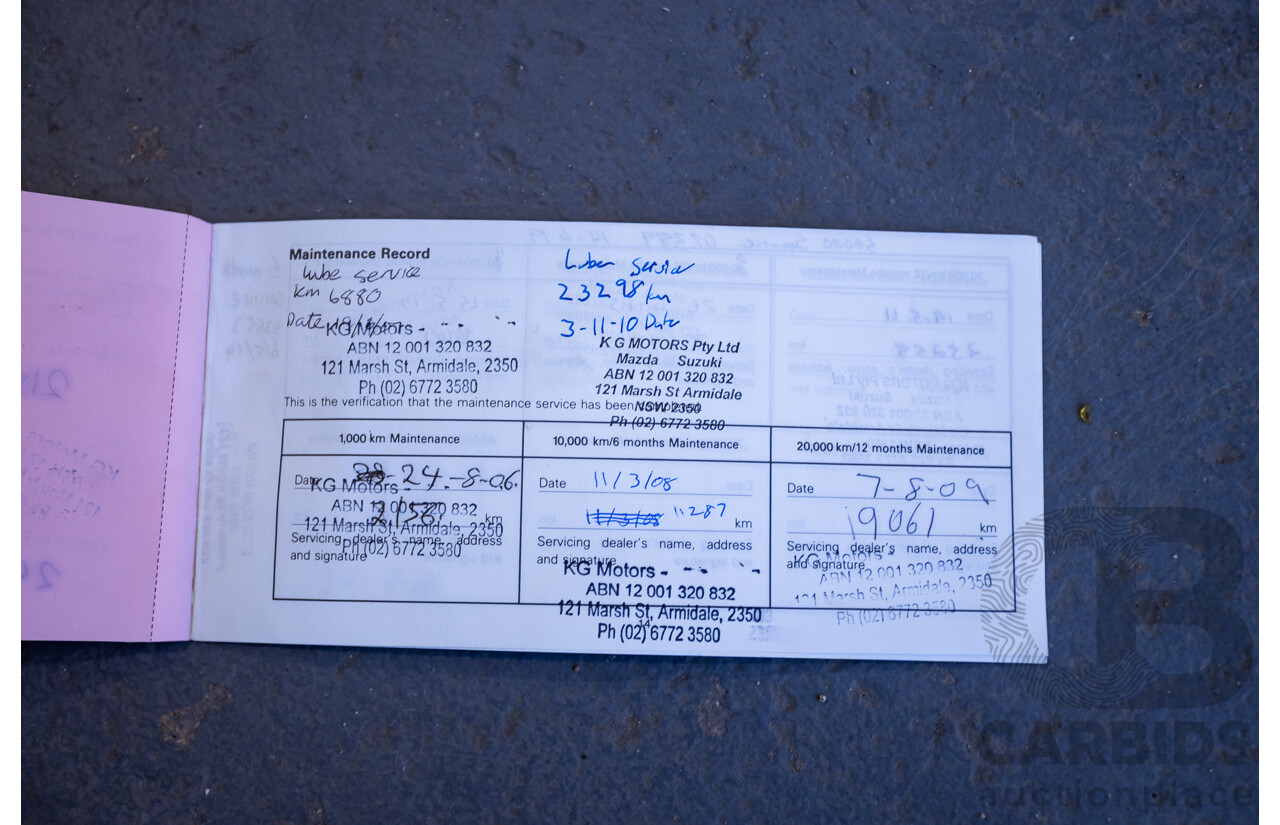 Maintenance Record
Lube service
Km 6880
Date
KG Motors -
ABN 12 001 320 832
121 Marsh St, Armidale, 2350
Ph (02) 6772 3580
Service
23298 km
3-11-10 Date
K G MOTORS Pty Ltd
Mazda Suzuki
ABN 12 001 320 832
121 Marsh St Armidale
NSW 2350
Ph (02) 6772 3580
This is the verification that the maintenance service has been
1,000 km Maintenance
Date 24-8-06.
km
Servicing dealer's name, address
and signature
KG Motors -
ABN 12 001 320 832
121 Marsh St, Armidale, 2350
Ph (02) 6772 3580
10,000 km/6 months Maintenance
Date 11/3/08
11287 km
Servicing dealer's name, address
and signature
KG Motors -
ABN 12 001 320 832
121 Marsh St, Armidale, 2350
Ph (02) 6772 3580
20,000 km/12 months Maintenance
Date 7-8-09
19061 km
Servicing dealer's name, address
and signature
KG Motors
ABN 12 001 320 832
121 Marsh St, Armidale, 2350
Ph (02) 6772 3580
14
CARBIDS
auctionplace